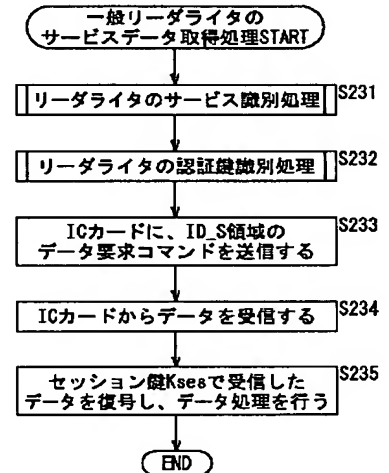 一般リーダライタの
サービスデータ取得処理START
リーダライタのサービス識別処理
S231
リーダライタの認証鍵識別処理
S232
ICカードに、ID_S領域の
データ要求コマンドを送信する
S233
ICカードからデータを受信する
S234
セッション鍵Ksesで受信した
データを復号し、データ処理を行う
S235
END